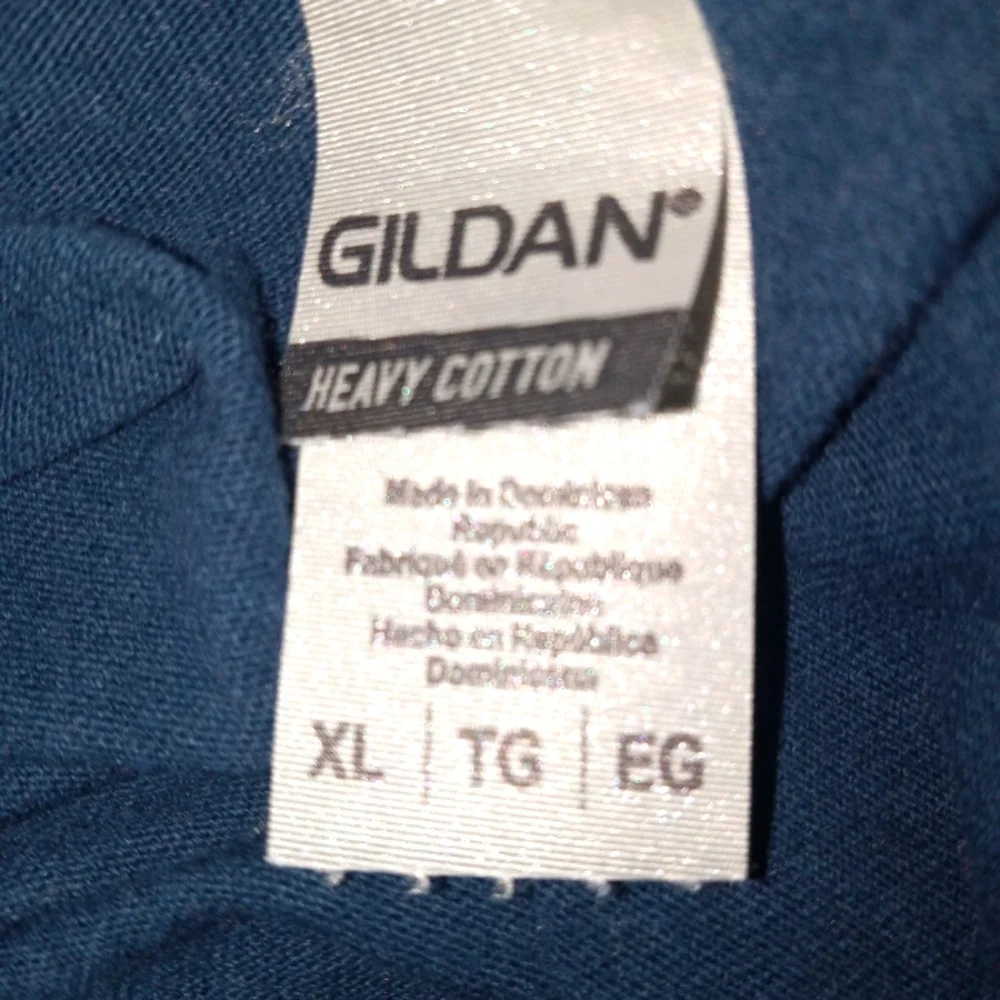 GILDAN®
HEAVY COTTON
Made in Dominican
Republic
Fabriqué en République
Dominicaine
Hecho en República
Dominicana
XL | TG | EG